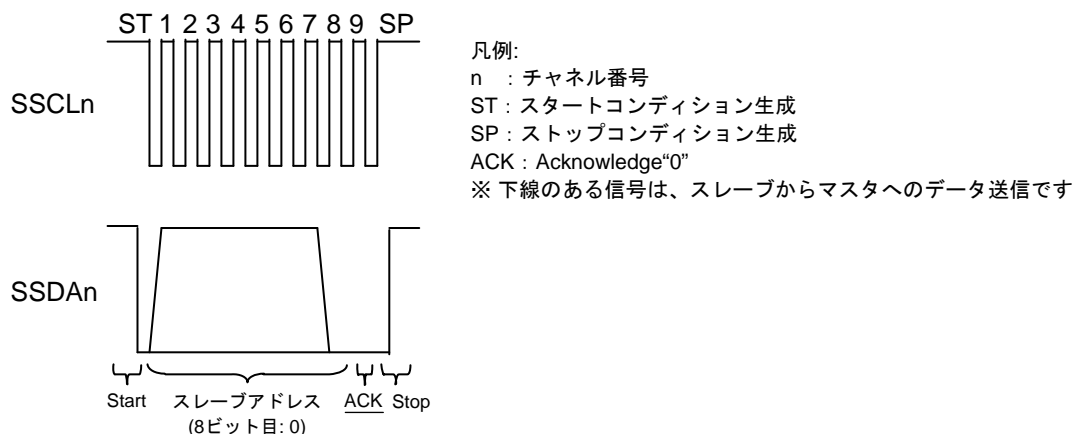 ST 1 2 3 4 5 6 7 8 9 SP
SSCLn
凡例:
n :チャネル番号
ST:スタートコンディション生成
SP:ストップコンディション生成
ACK:Acknowledge“0”
※ 下線のある信号は、スレーブからマスタへのデータ送信です
SSDAn
Start スレーブアドレス ACK Stop
(8ビット目: 0)